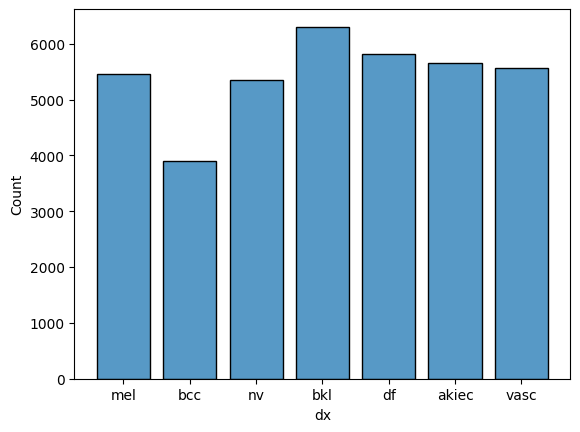 6000
5000
4000
3000
2000
1000
0
Count
mel
bcc
nv
bkl
df
akiec
vasc
dx